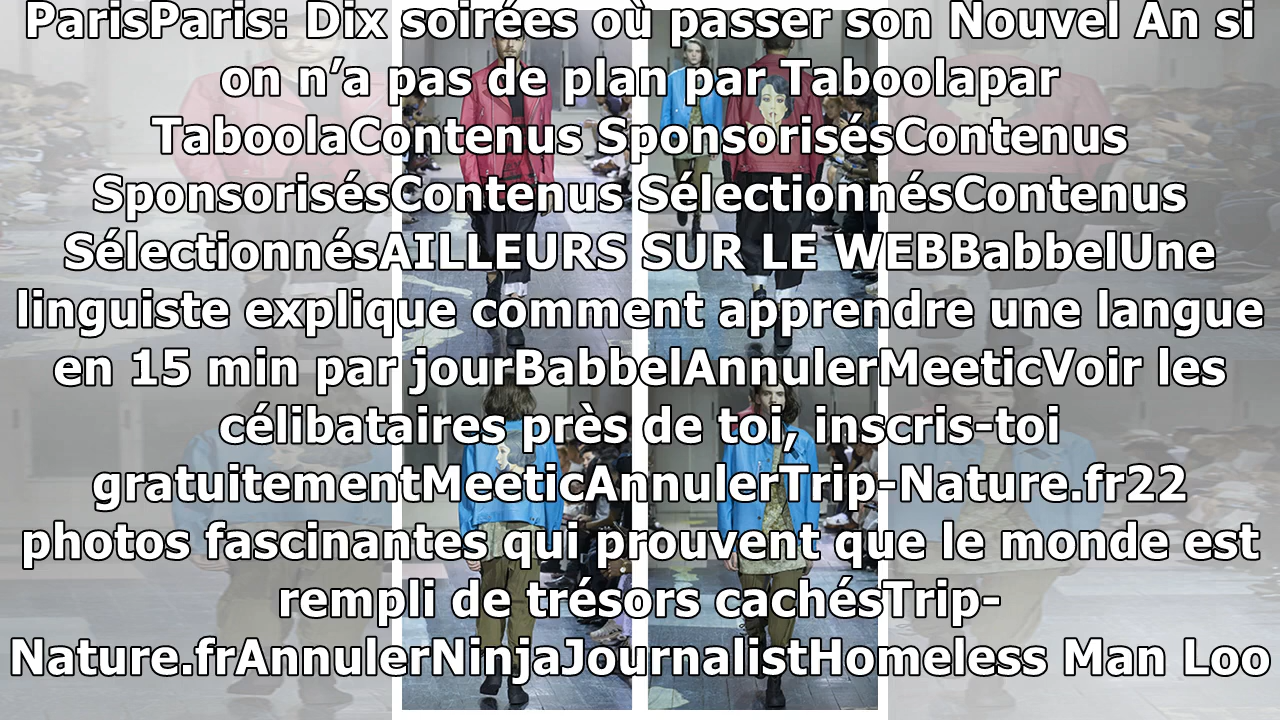 ParisParis: Dix soirées où passer son Nouvel An si
on n’a pas de plan par Taboolapar
TaboolaContenus SponsorisésContenus
SponsorisésContenus SélectionnésContenus
SélectionnésAILLEURS SUR LE WEBBabbelUne
linguiste explique comment apprendre une langue
en 15 min par jourBabbelAnnulerMeeticVoir les
célibataires près de toi, inscris-toi
gratuitementMeeticAnnulerTrip-Nature.fr22
photos fascinantes qui prouvent que le monde est
rempli de trésors cachésTrip-
Nature.frAnnulerNinjaJournalistHomeless Man Loo